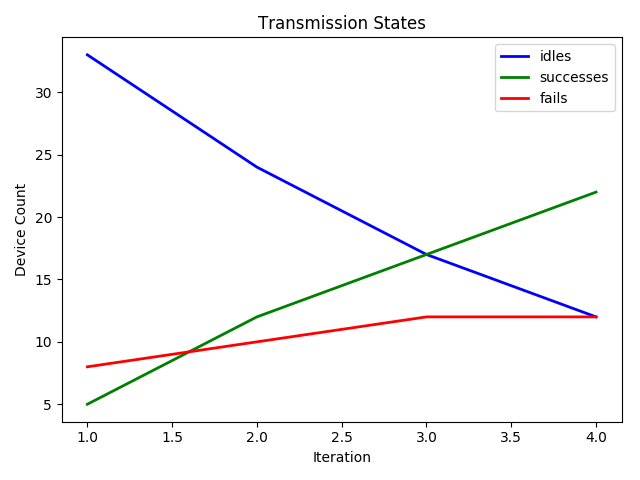 Transmission States
idles
successes
fails
Device Count
30
25
20
15
10
5
1.0 1.5 2.0 2.5 3.0 3.5 4.0
Iteration